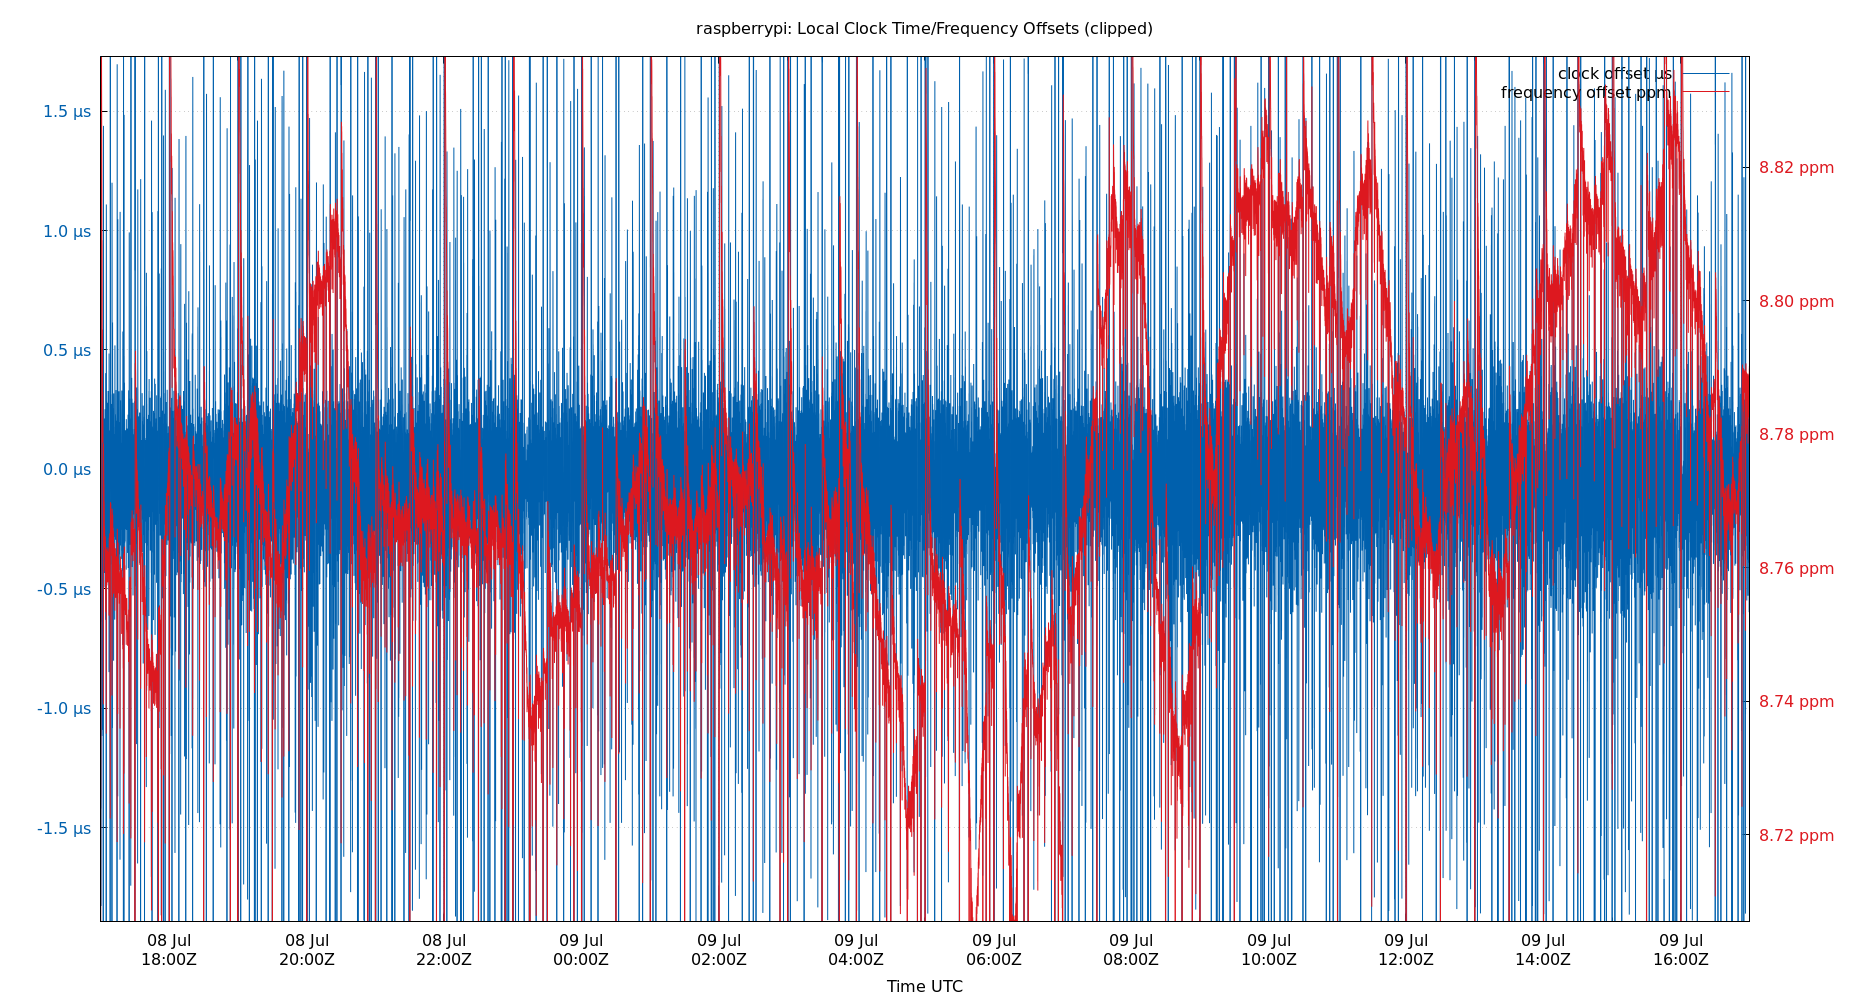 raspberrypi: Local Clock Time/Frequency Offsets (clipped)
clock offset µs
frequency offset ppm
1.5 µs
1.0 µs
0.5 µs
0.0 µs
-0.5 µs
-1.0 µs
-1.5 µs
8.82 ppm
8.80 ppm
8.78 ppm
8.76 ppm
8.74 ppm
8.72 ppm
08 Jul 08 Jul 08 Jul 09 Jul 09 Jul 09 Jul 09 Jul 09 Jul 09 Jul 09 Jul 09 Jul 09 Jul
18:00Z 20:00Z 22:00Z 00:00Z 02:00Z 04:00Z 06:00Z 08:00Z 10:00Z 12:00Z 14:00Z 16:00Z
Time UTC